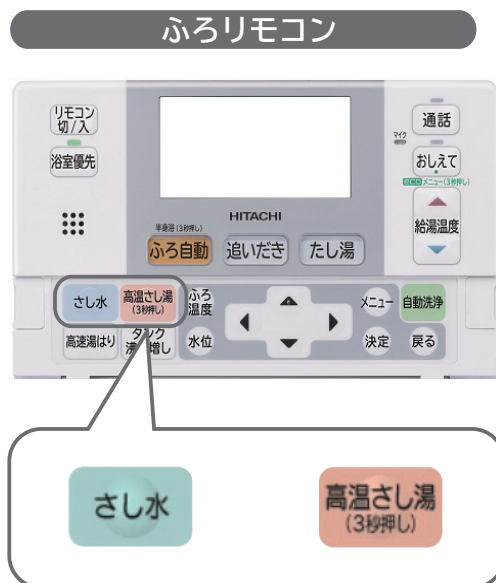 ふろリモコン
リモコン
切/入
通話
マイク
浴室優先
おしえて
ecoメニュー(3秒押し)
給湯温度
HITACHI
半身浴(3秒押し)
ふろ自動
追いだき
たし湯
さし水
高温さし湯
(3秒押し)
ふろ
温度
メニュー
自動洗浄
高速湯はり
タンク
増し
水位
決定
戻る
さし水
高温さし湯
(3秒押し)